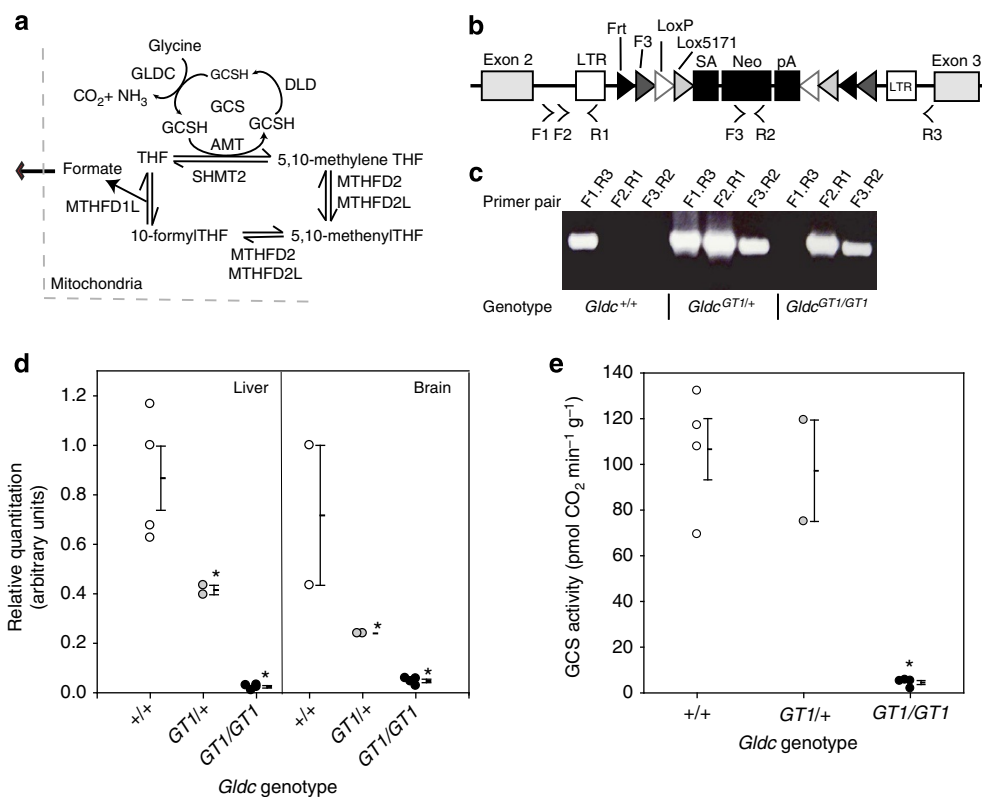 a
Glycine
GLDC
GCSH
DLD
CO2+ NH3
GCS
GCSH
GCSH
AMT
THF
5,10-methylene THF
SHMT2
Formate
MTHFD2
MTHFD2L
MTHFD1L
10-formylTHF
5,10-methenylTHF
MTHFD2
MTHFD2L
Mitochondria
b
Frt
F3
LoxP
Lox5171
Exon 2
LTR
SA
Neo
pA
LTR
Exon 3
F1 F2
R1
F3
R2
R3
c
Primer pair
F1.R3
F2.R1
F3.R2
F1.R3
F2.R1
F3.R2
F1.R3
F2.R1
F3.R2
Genotype
Gldc+/+
GldcGT1/+
GldcGT1/GT1
d
Relative quantitation
(arbitrary units)
1.2
1.0
0.8
0.6
0.4
0.2
0.0
Liver
Brain
*
*
*
*
+/+
GT1/+
GT1/GT1
+/+
GT1/+
GT1/GT1
Gldc genotype
e
GCS activity (pmol CO2 min−1 g−1)
140
120
100
80
60
40
20
0
*
+/+
GT1/+
GT1/GT1
Gldc genotype